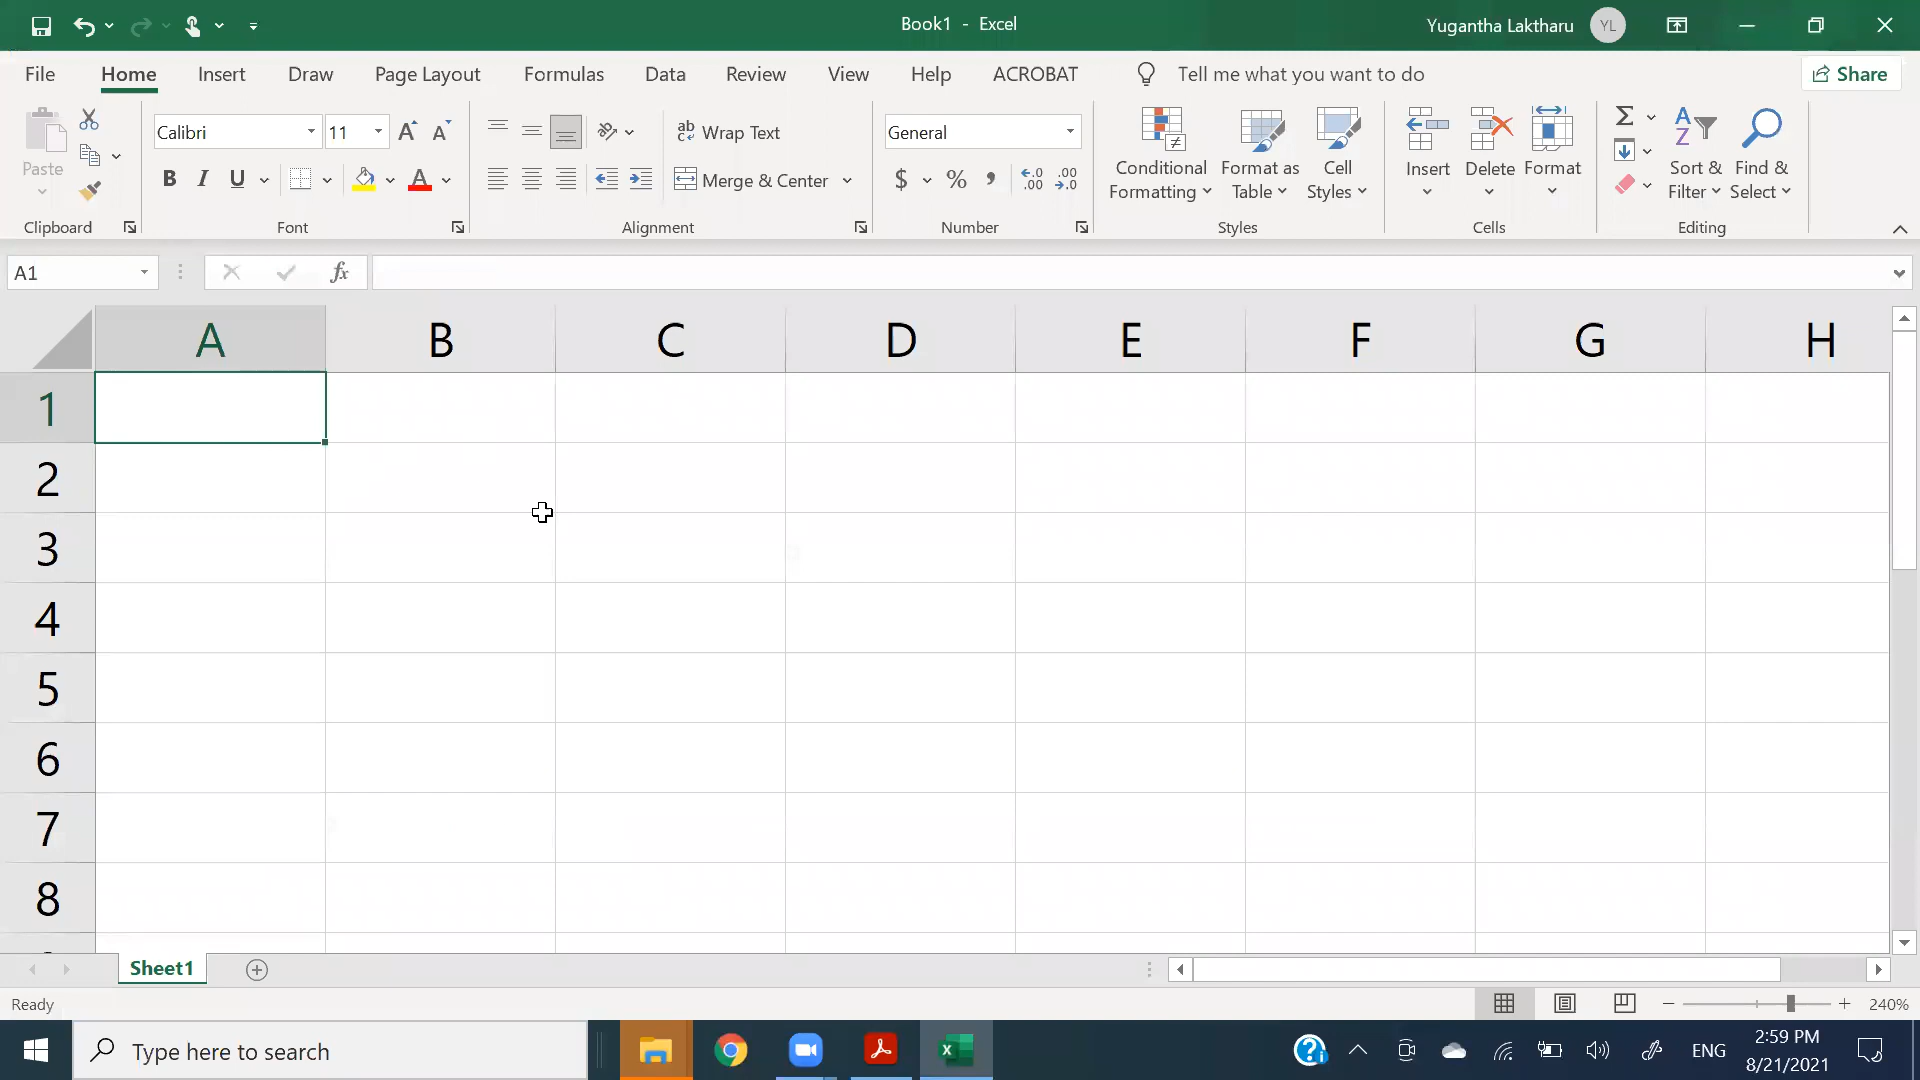 Book1 - Excel
Yugantha Laktharu YL
File Home Insert Draw Page Layout Formulas Data Review View Help ACROBAT Tell me what you want to do Share
Paste
Calibri 11
B I U A
ab Wrap Text
Merge & Center
General
$ % 9
Conditional Formatting
Format as Table
Cell Styles
Insert Delete Format
Sort & Filter
Find & Select
Clipboard Font Alignment Number Styles Cells Editing
A1 fx
A B C D E F G H
1
2
3
4
5
6
7
8
Sheet1
Ready 240%
Type here to search
ENG
2:59 PM
8/21/2021